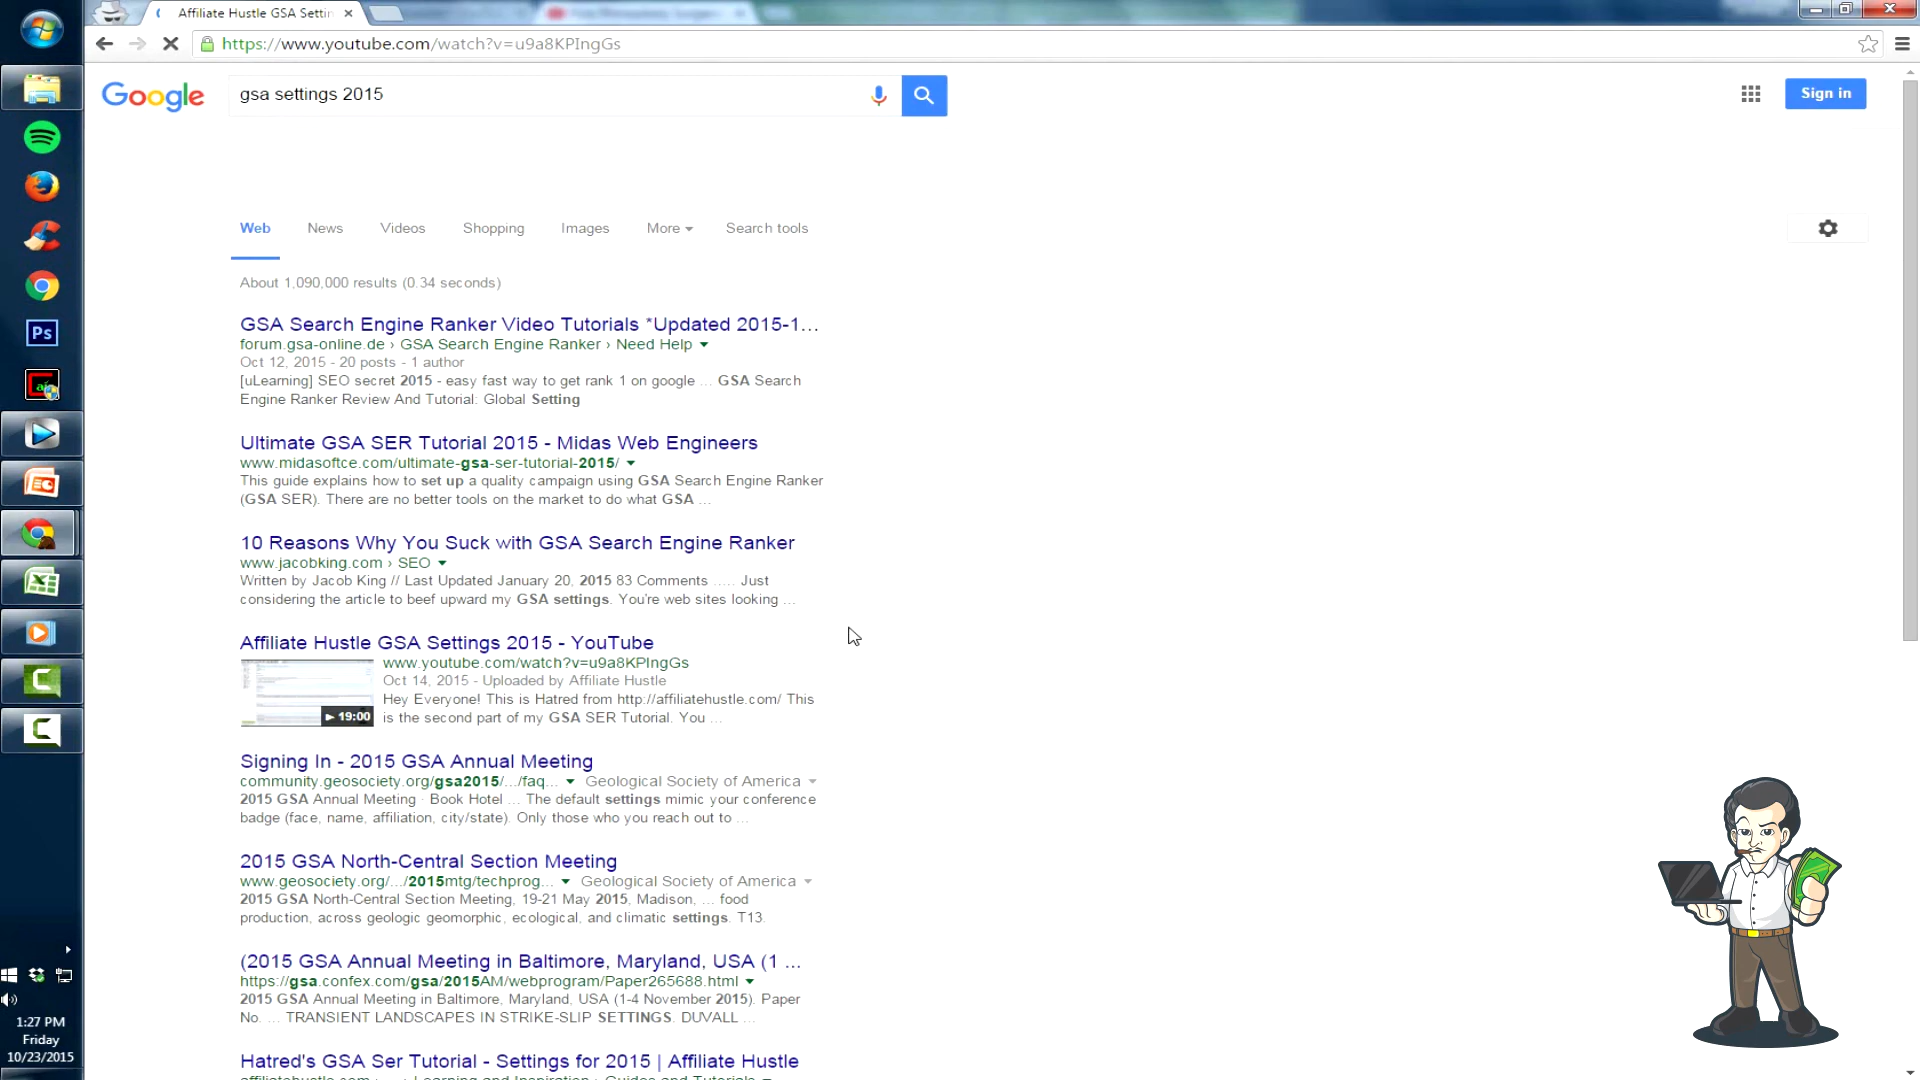 Affiliate Hustle GSA Settin
https://www.youtube.com/watch?v=u9a8KPIngGs
Google
gsa settings 2015
Sign in
Web News Videos Shopping Images More Search tools
About 1,090,000 results (0.34 seconds)
GSA Search Engine Ranker Video Tutorials *Updated 2015-1...
forum.gsa-online.de › GSA Search Engine Ranker › Need Help
Oct 12, 2015 - 20 posts - 1 author
[uLearning] SEO secret 2015 - easy fast way to get rank 1 on google ... GSA Search
Engine Ranker Review And Tutorial: Global Setting
Ultimate GSA SER Tutorial 2015 - Midas Web Engineers
www.midasoftce.com/ultimate-gsa-ser-tutorial-2015/
This guide explains how to set up a quality campaign using GSA Search Engine Ranker
(GSA SER). There are no better tools on the market to do what GSA ...
10 Reasons Why You Suck with GSA Search Engine Ranker
www.jacobking.com › SEO
Written by Jacob King // Last Updated January 20, 2015 83 Comments ..... Just
considering the article to beef upward my GSA settings. You're web sites looking ...
Affiliate Hustle GSA Settings 2015 - YouTube
www.youtube.com/watch?v=u9a8KPIngGs
Oct 14, 2015 - Uploaded by Affiliate Hustle
Hey Everyone! This is Hatred from http://affiliatehustle.com/ This
19:00
is the second part of my GSA SER Tutorial. You ...
Signing In - 2015 GSA Annual Meeting
community.geosociety.org/gsa2015/.../faq... Geological Society of America
2015 GSA Annual Meeting · Book Hotel ... The default settings mimic your conference
badge (face, name, affiliation, city/state). Only those who you reach out to ...
2015 GSA North-Central Section Meeting
www.geosociety.org/.../2015mtg/techprog... Geological Society of America
2015 GSA North-Central Section Meeting, 19-21 May 2015, Madison, ... food
production, across geologic geomorphic, ecological, and climatic settings. T13.
(2015 GSA Annual Meeting in Baltimore, Maryland, USA (1 ...
https://gsa.confex.com/gsa/2015AM/webprogram/Paper265688.html
2015 GSA Annual Meeting in Baltimore, Maryland, USA (1-4 November 2015). Paper
No. ... TRANSIENT LANDSCAPES IN STRIKE-SLIP SETTINGS. DUVALL ...
Hatred's GSA Ser Tutorial - Settings for 2015 | Affiliate Hustle
Ps
1:27 PM
Friday
10/23/2015